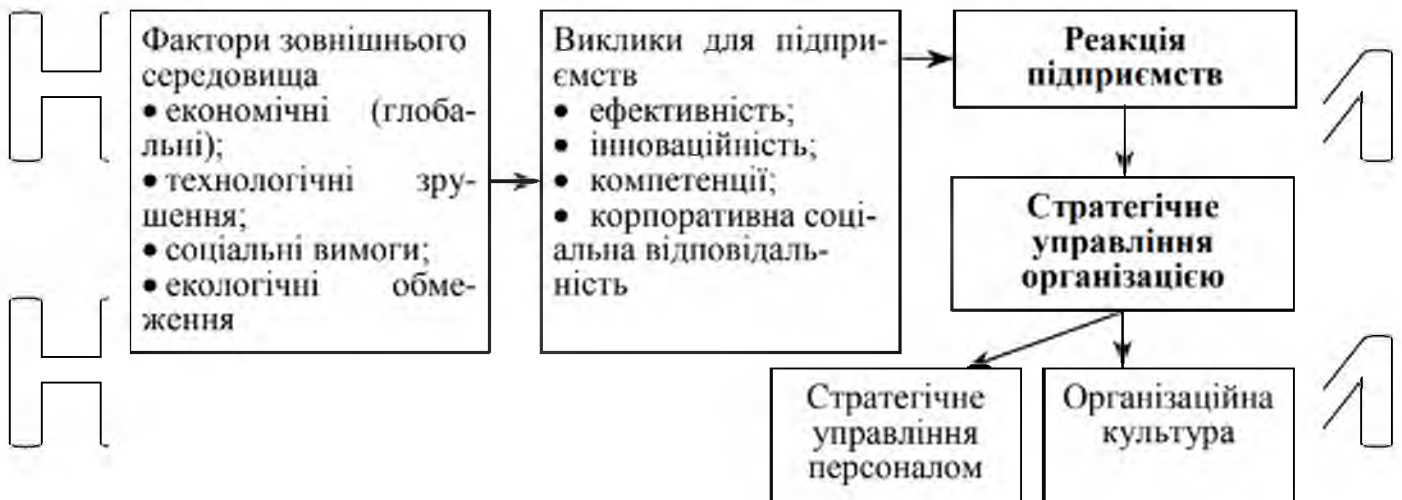 Фактори зовнішнього
середовища
• економічні (глоба-
льні);
• технологічні зру-
шення;
• соціальні вимоги;
• екологічні обме-
ження
Виклики для підпри-
ємств
• ефективність;
• інноваційність;
• компетенції;
• корпоративна соці-
альна відповідаль-
ність
Реакція
підприємств
Стратегічне
управління
організацією
Стратегічне
управління
персоналом
Організаційна
культура